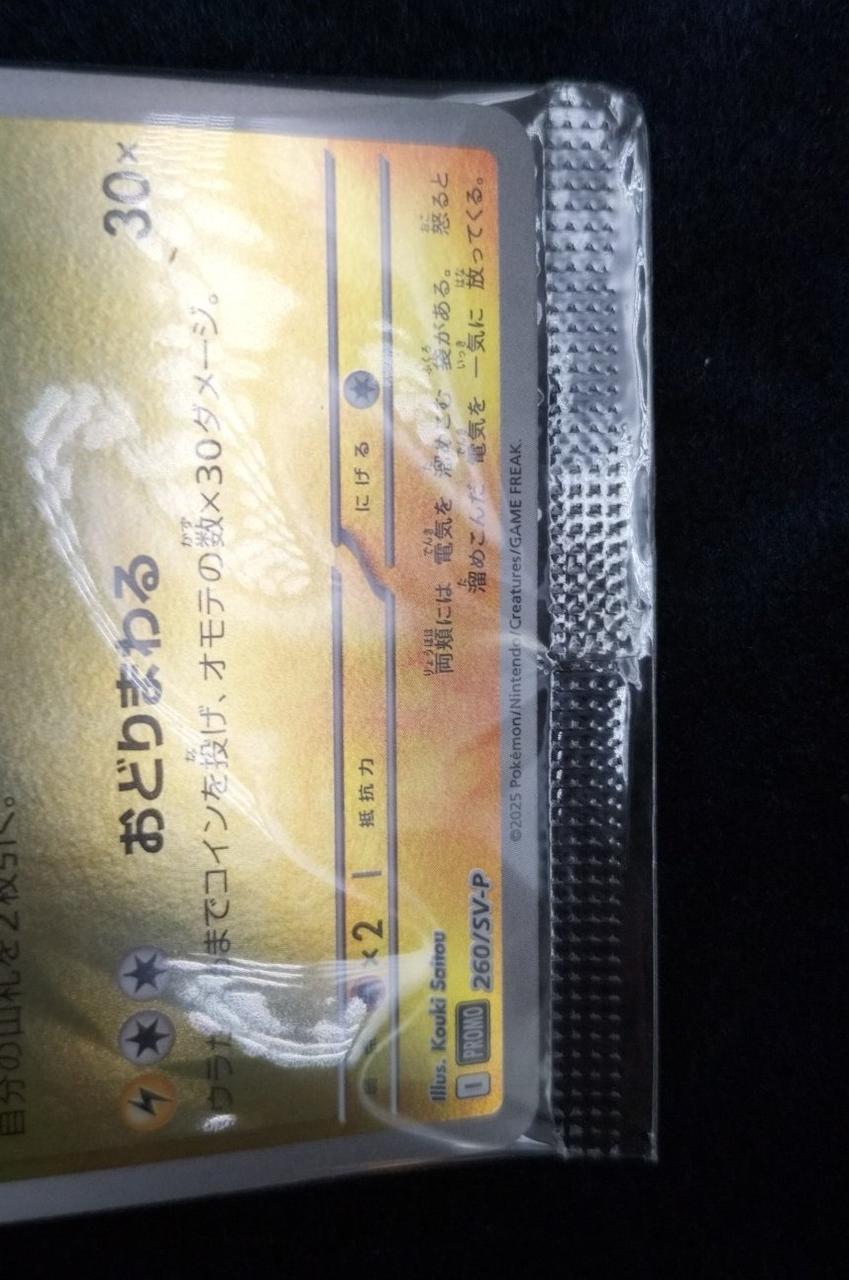 自分の山札を2枚引く。
おどりまわる 30×
ウラが までコインを投げ、オモテの数×30ダメージ。
×2 抵抗力 にげる
Illus. Kouki Saitou
I PROMO 260/SV-P
両頬には 電気を 溜めこむ 袋がある。 怒ると
溜めこんだ 電気を 一気に 放ってくる。
©2025 Pokémon/Nintendo/Creatures/GAME FREAK.